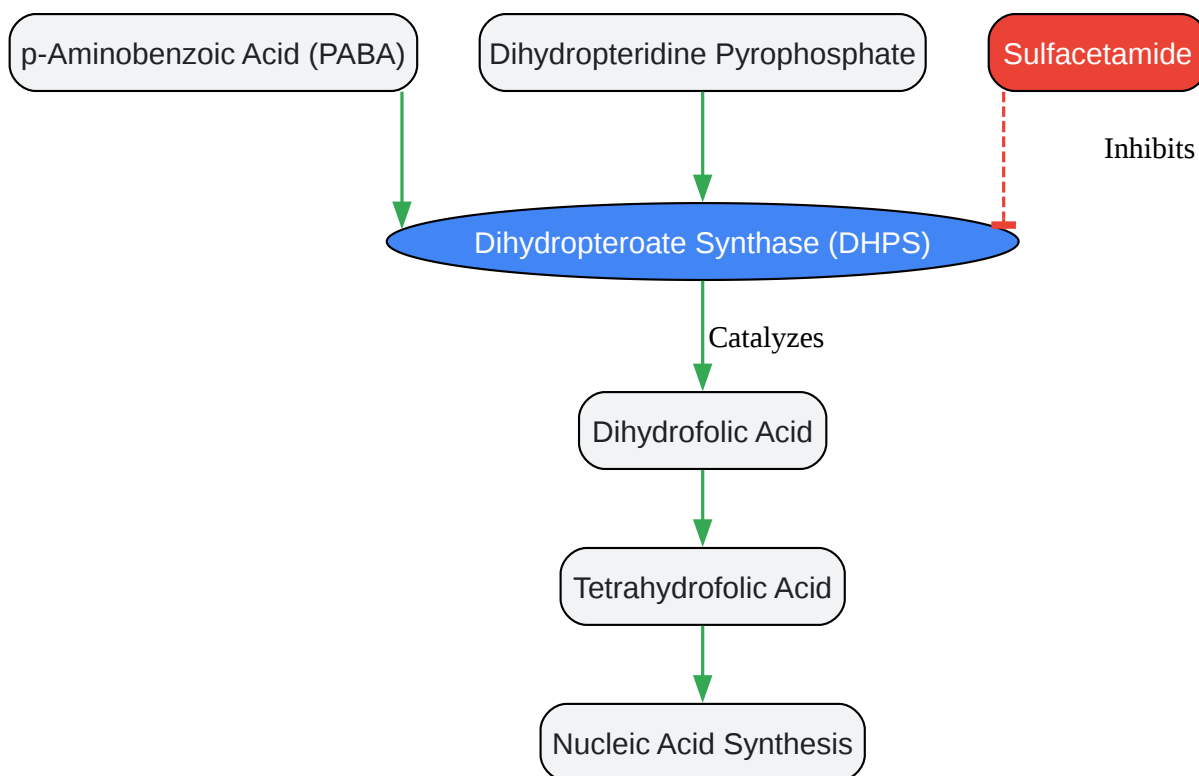 p-Aminobenzoic Acid (PABA)
Dihydropteridine Pyrophosphate
Sulfacetamide
Inhibits
Dihydropteroate Synthase (DHPS)
Catalyzes
Dihydrofolic Acid
Tetrahydrofolic Acid
Nucleic Acid Synthesis